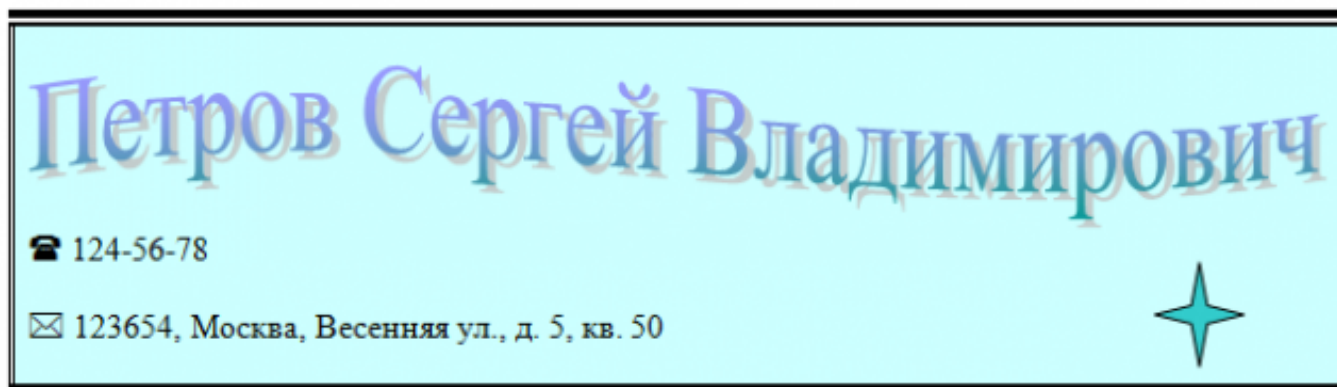 Петров Сергей Владимирович
☎ 124-56-78
✉ 123654, Москва, Весенняя ул., д. 5, кв. 50